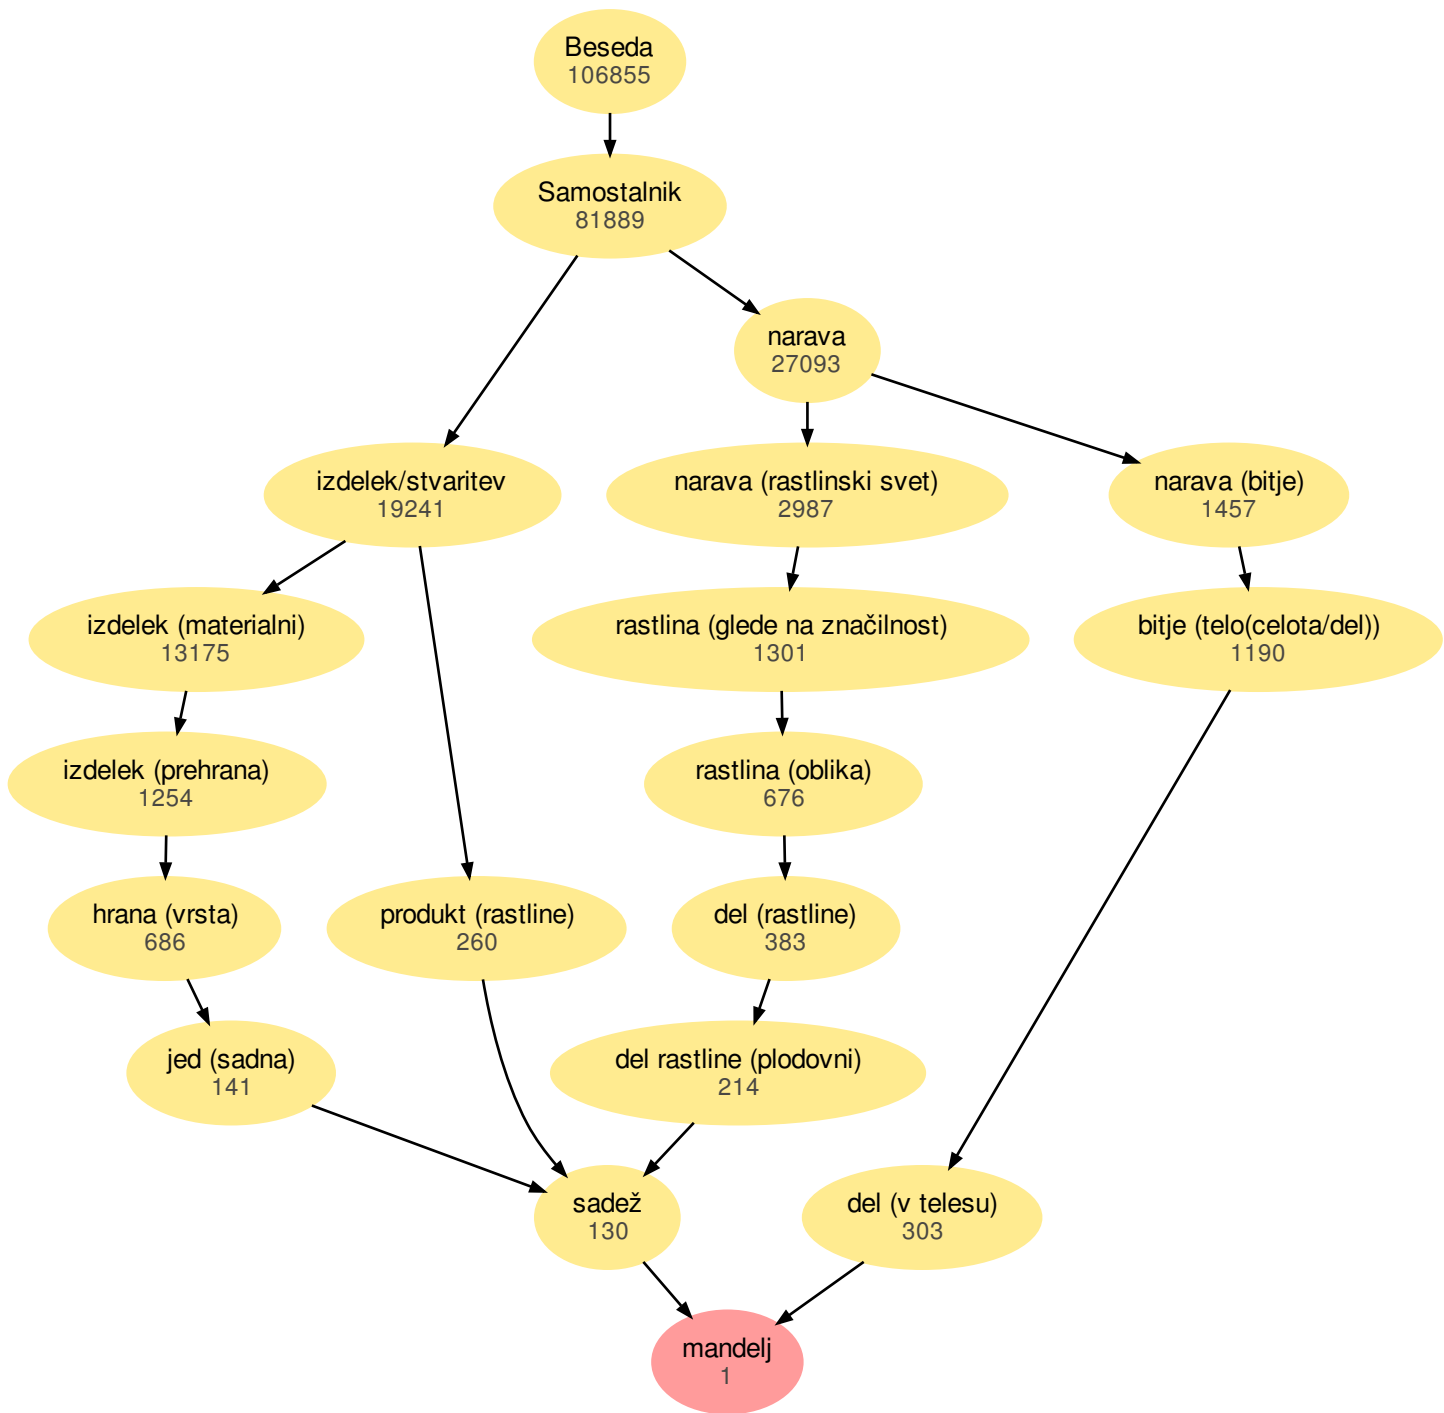 Beseda
106855
Samostalnik
81889
narava
27093
izdelek/stvaritev
19241
narava (rastlinski svet)
2987
narava (bitje)
1457
izdelek (materialni)
13175
rastlina (glede na značilnost)
1301
bitje (telo(celota/del))
1190
izdelek (prehrana)
1254
rastlina (oblika)
676
hrana (vrsta)
686
produkt (rastline)
260
del (rastline)
383
jed (sadna)
141
del rastline (plodovni)
214
sadež
130
del (v telesu)
303
mandelj
1